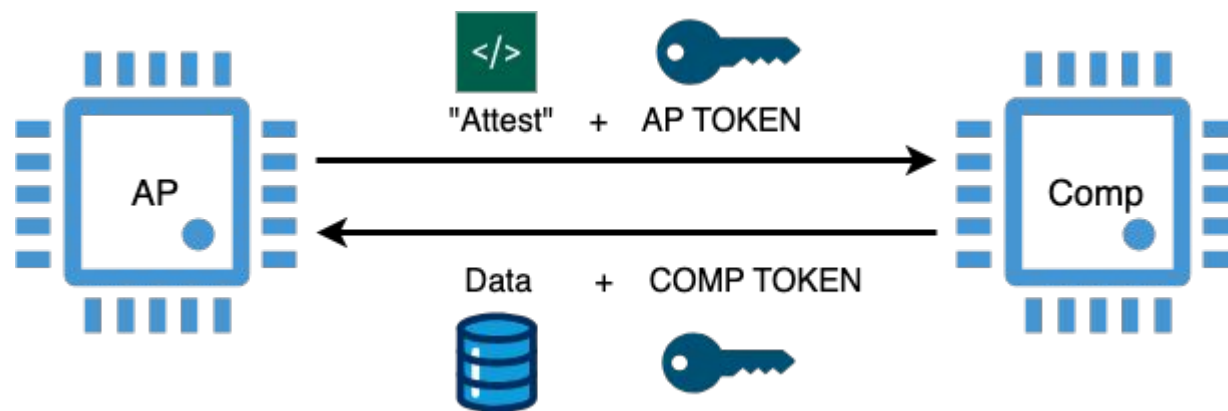 </>
"Attest" + AP TOKEN
AP
Comp
Data + COMP TOKEN